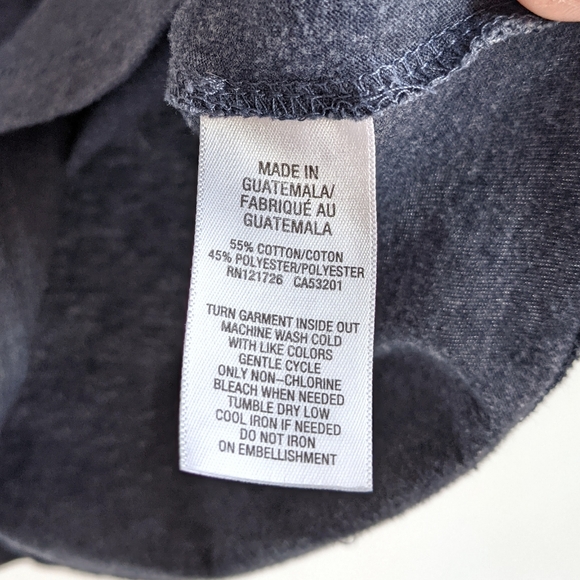 MADE IN
GUATEMALA/
FABRIQUÉ AU
GUATEMALA
55% COTTON/COTON
45% POLYESTER/POLYESTER
RN121726 CA53201
TURN GARMENT INSIDE OUT
MACHINE WASH COLD
WITH LIKE COLORS
GENTLE CYCLE
ONLY NON-CHLORINE
BLEACH WHEN NEEDED
TUMBLE DRY LOW
COOL IRON IF NEEDED
DO NOT IRON
ON EMBELLISHMENT